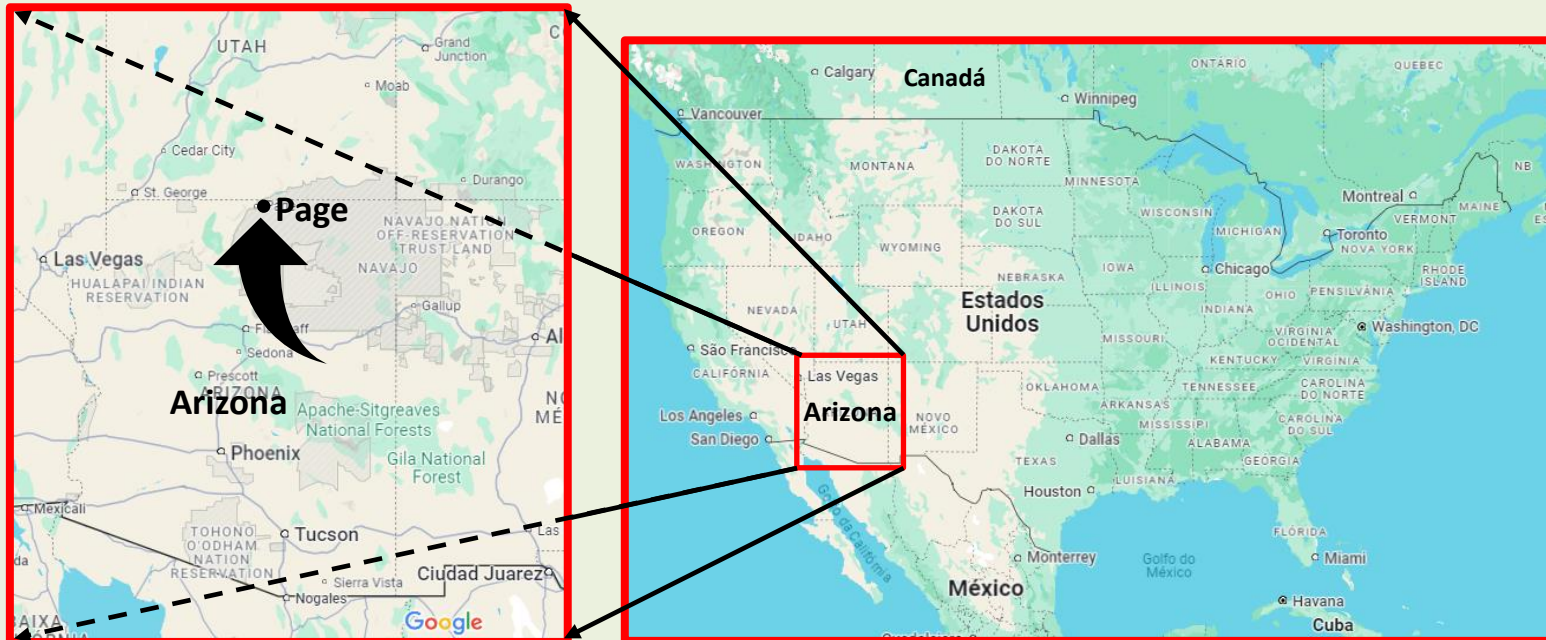 UTAH
Grand
Junction
Moab
Cedar City
St. George
Durango
Page
NAVAJO NATION
OFF-RESERVATION
TRUST LAND
NAVAJO
Las Vegas
HUALAPAI INDIAN
RESERVATION
Gallup
Sedona
Prescott
ARIZONA
Arizona
Apache-Sitgreaves
National Forests
Phoenix
Gila National
Forest
Mexicali
TOHONO
O'ODHAM
NATION
RESERVATION
Tucson
Las
Sierra Vista
Ciudad Juarez
Nogales
Google
Calgary
Canadá
ONTÁRIO
QUEBEC
Winnipeg
Vancouver
WASHINGTON
MONTANA
DAKOTA
DO NORTE
MINNESOTA
NB
Montreal
MAINE
VERMONT
OREGON
IDAHO
WYOMING
DAKOTA
DO SUL
WISCONSIN
MICHIGAN
Toronto
NOVA YORK
NEBRASKA
IOWA
Chicago
RHODE
ISLAND
ILLINOIS
OHIO
PENSILVÂNIA
INDIANA
NEVADA
UTAH
Estados
Unidos
Washington, DC
MISSOURI
VIRGÍNIA
OCIDENTAL
VIRGÍNIA
KENTUCKY
São Francisco
CALIFÓRNIA
Las Vegas
OKLAHOMA
TENNESSEE
CAROLINA
DO NORTE
Los Angeles
Arizona
NOVO
MÉXICO
ARKANSAS
MISSISSIPI
CAROLINA
DO SUL
San Diego
Dallas
ALABAMA
GEÓRGIA
TEXAS
LOUISIANA
Houston
Golfo da Califórnia
FLÓRIDA
Monterrey
Golfo do
México
Miami
México
Havana
Cuba